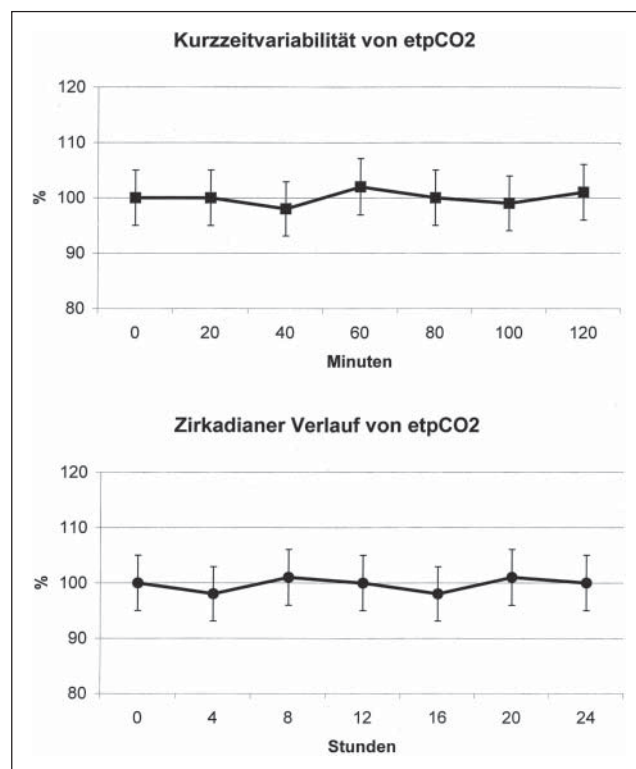 Kurzzeitvariabilität von etpCO2
120
110
100
90
80
%
0 20 40 60 80 100 120
Minuten
Zirkadianer Verlauf von etpCO2
120
110
100
90
80
%
0 4 8 12 16 20 24
Stunden